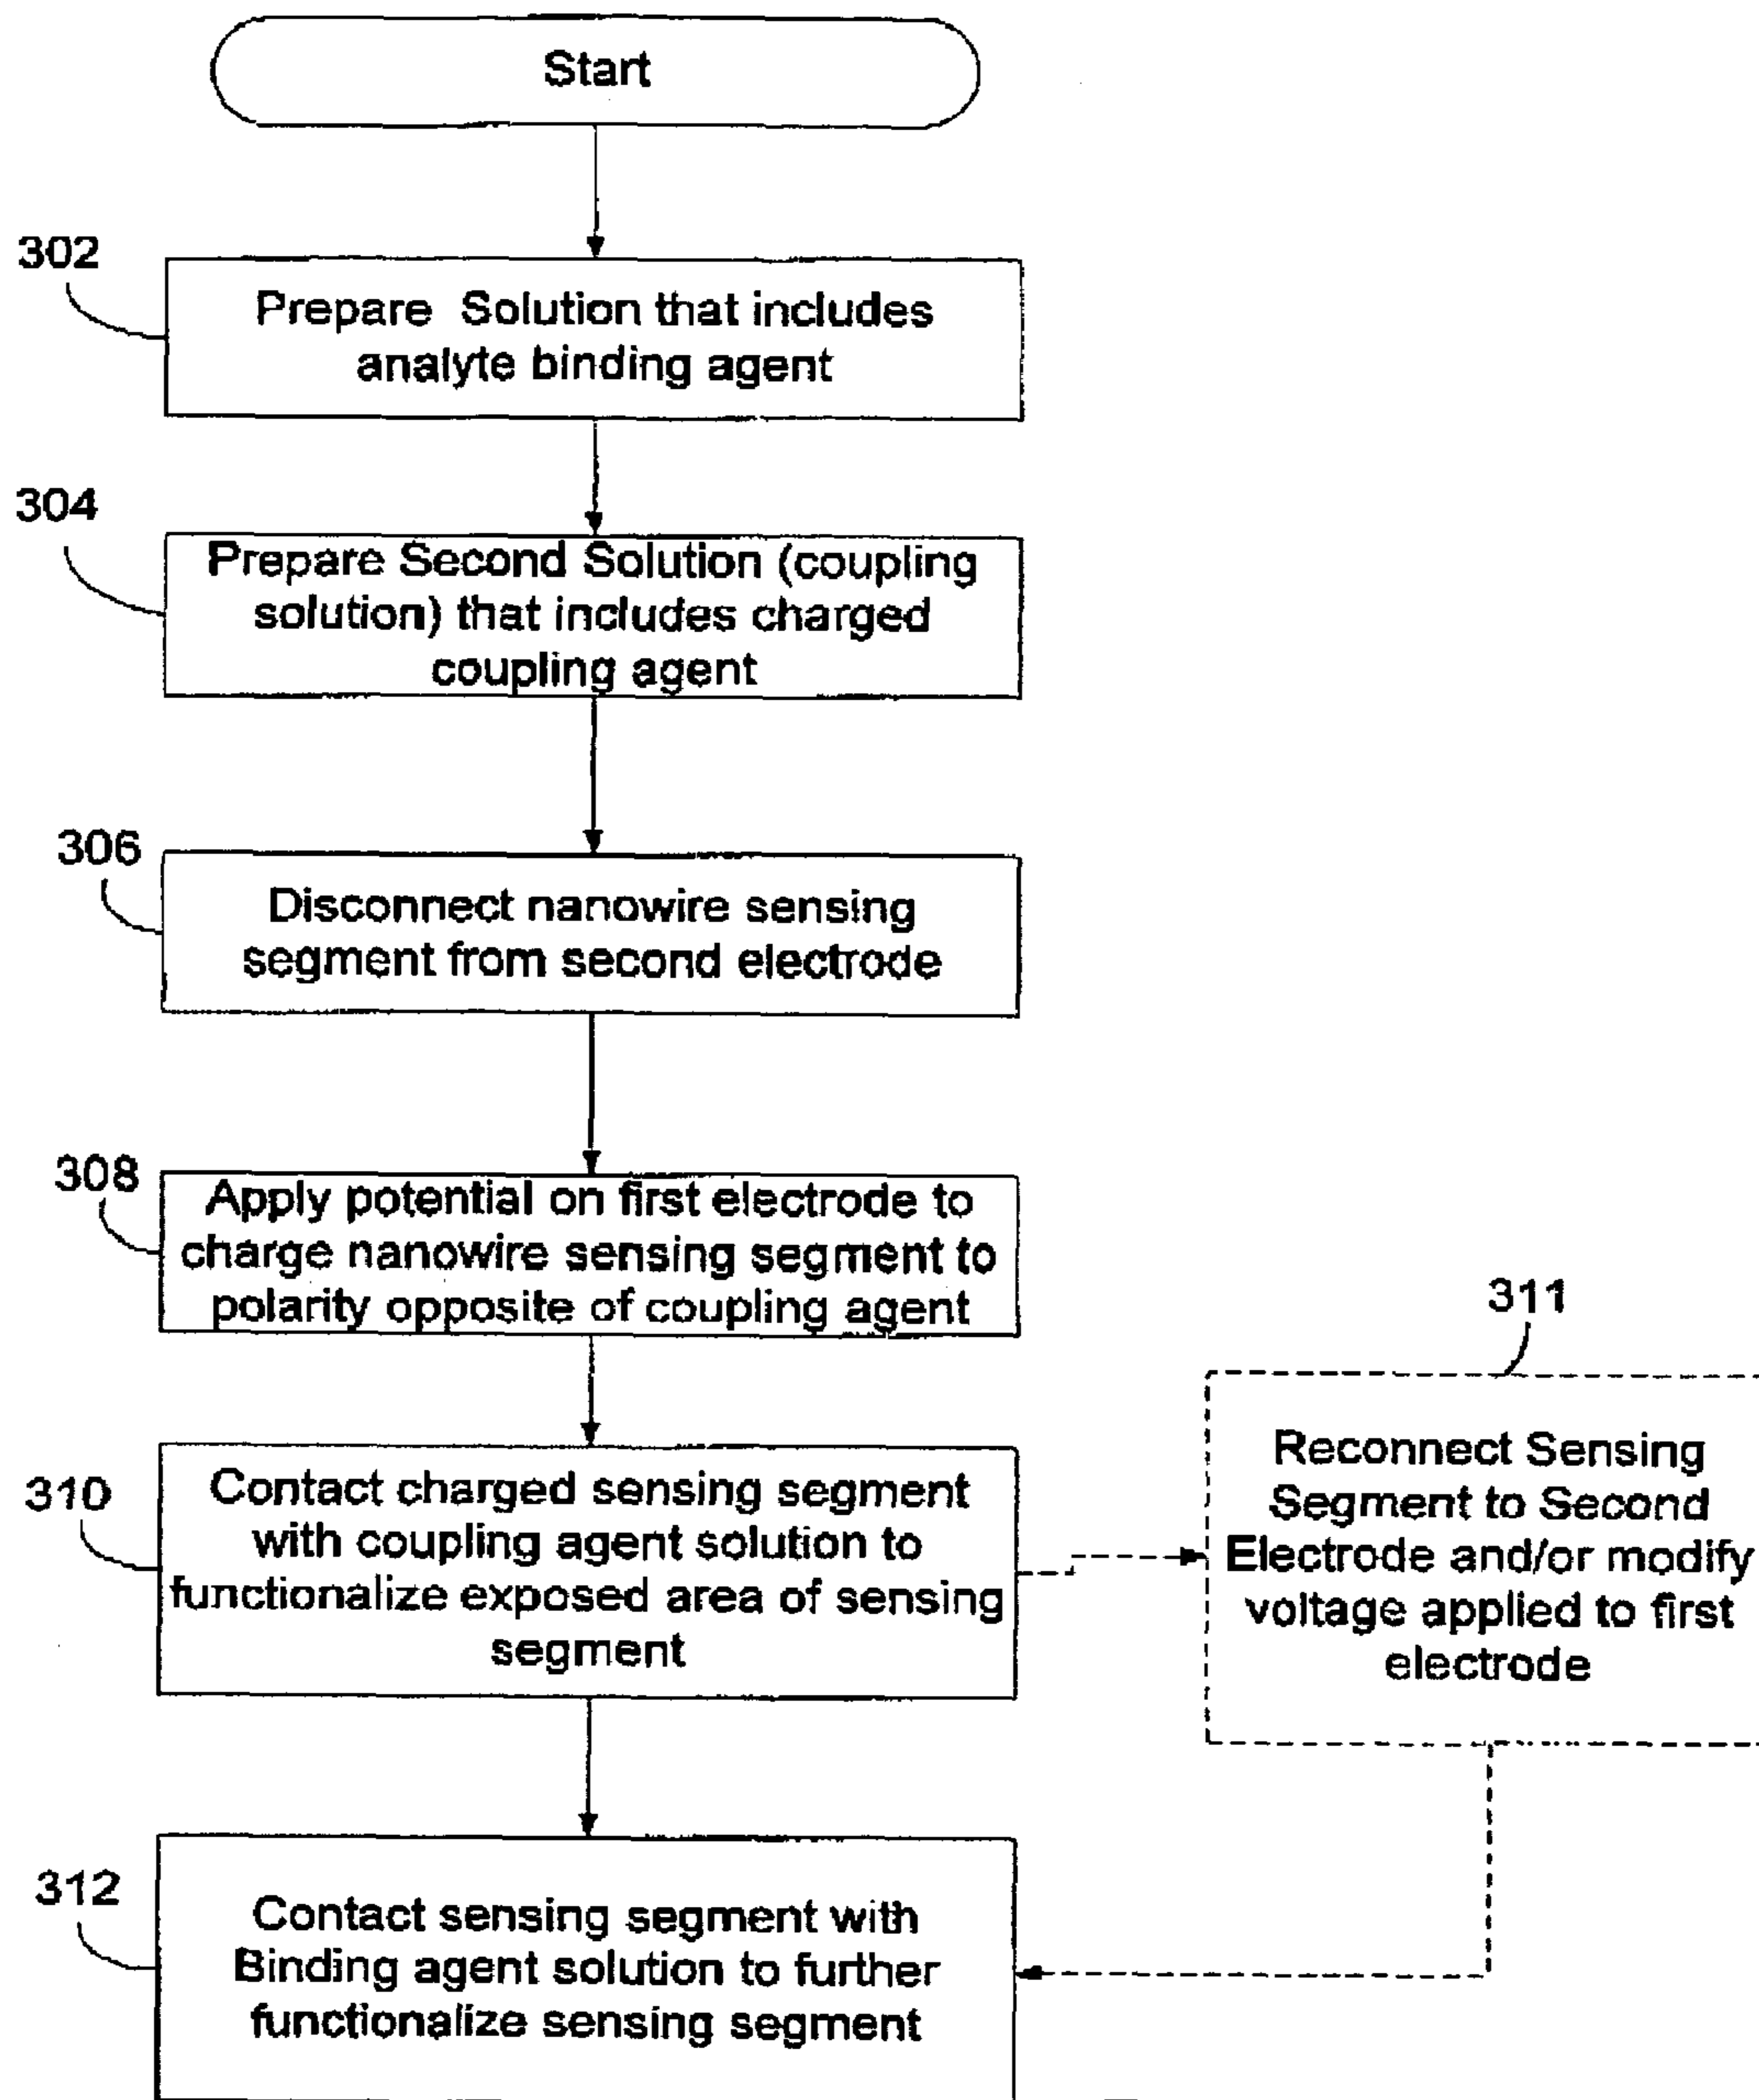 Start
302
Prepare Solution that includes
analyte binding agent
304
Prepare Second Solution (coupling
solution) that includes charged
coupling agent
306
Disconnect nanowire sensing
segment from second electrode
308
Apply potential on first electrode to
charge nanowire sensing segment to
polarity opposite of coupling agent
310
Contact charged sensing segment
with coupling agent solution to
functionalize exposed area of sensing
segment
311
Reconnect Sensing
Segment to Second
Electrode and/or modify
voltage applied to first
electrode
312
Contact sensing segment with
Binding agent solution to further
functionalize sensing segment